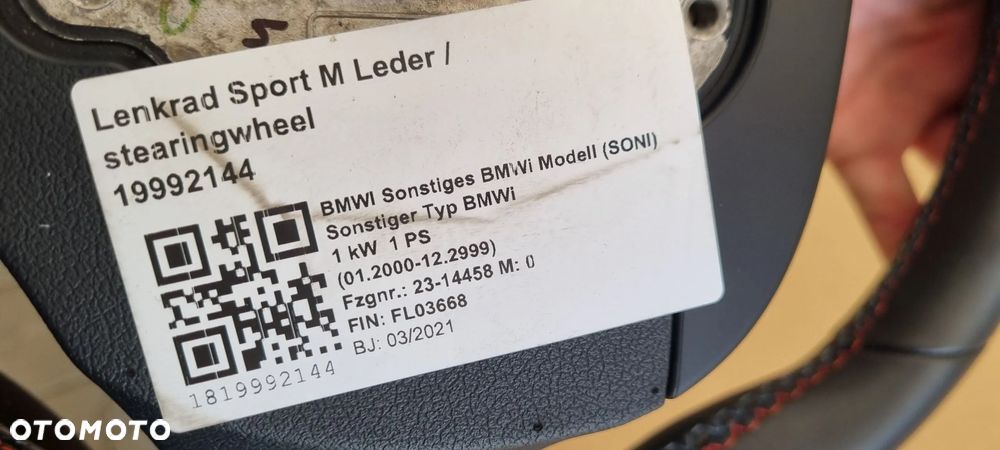 Lenkrad Sport M Leder /
stearingwheel
19992144
BMWI Sonstiges BMWi Modell (SONI)
Sonstiger Typ BMWi
1 kW 1 PS
(01.2000-12.2999)
Fzgnr.: 23-14458 M: 0
FIN: FL03668
BJ: 03/2021
1819992144
OTOMOTO